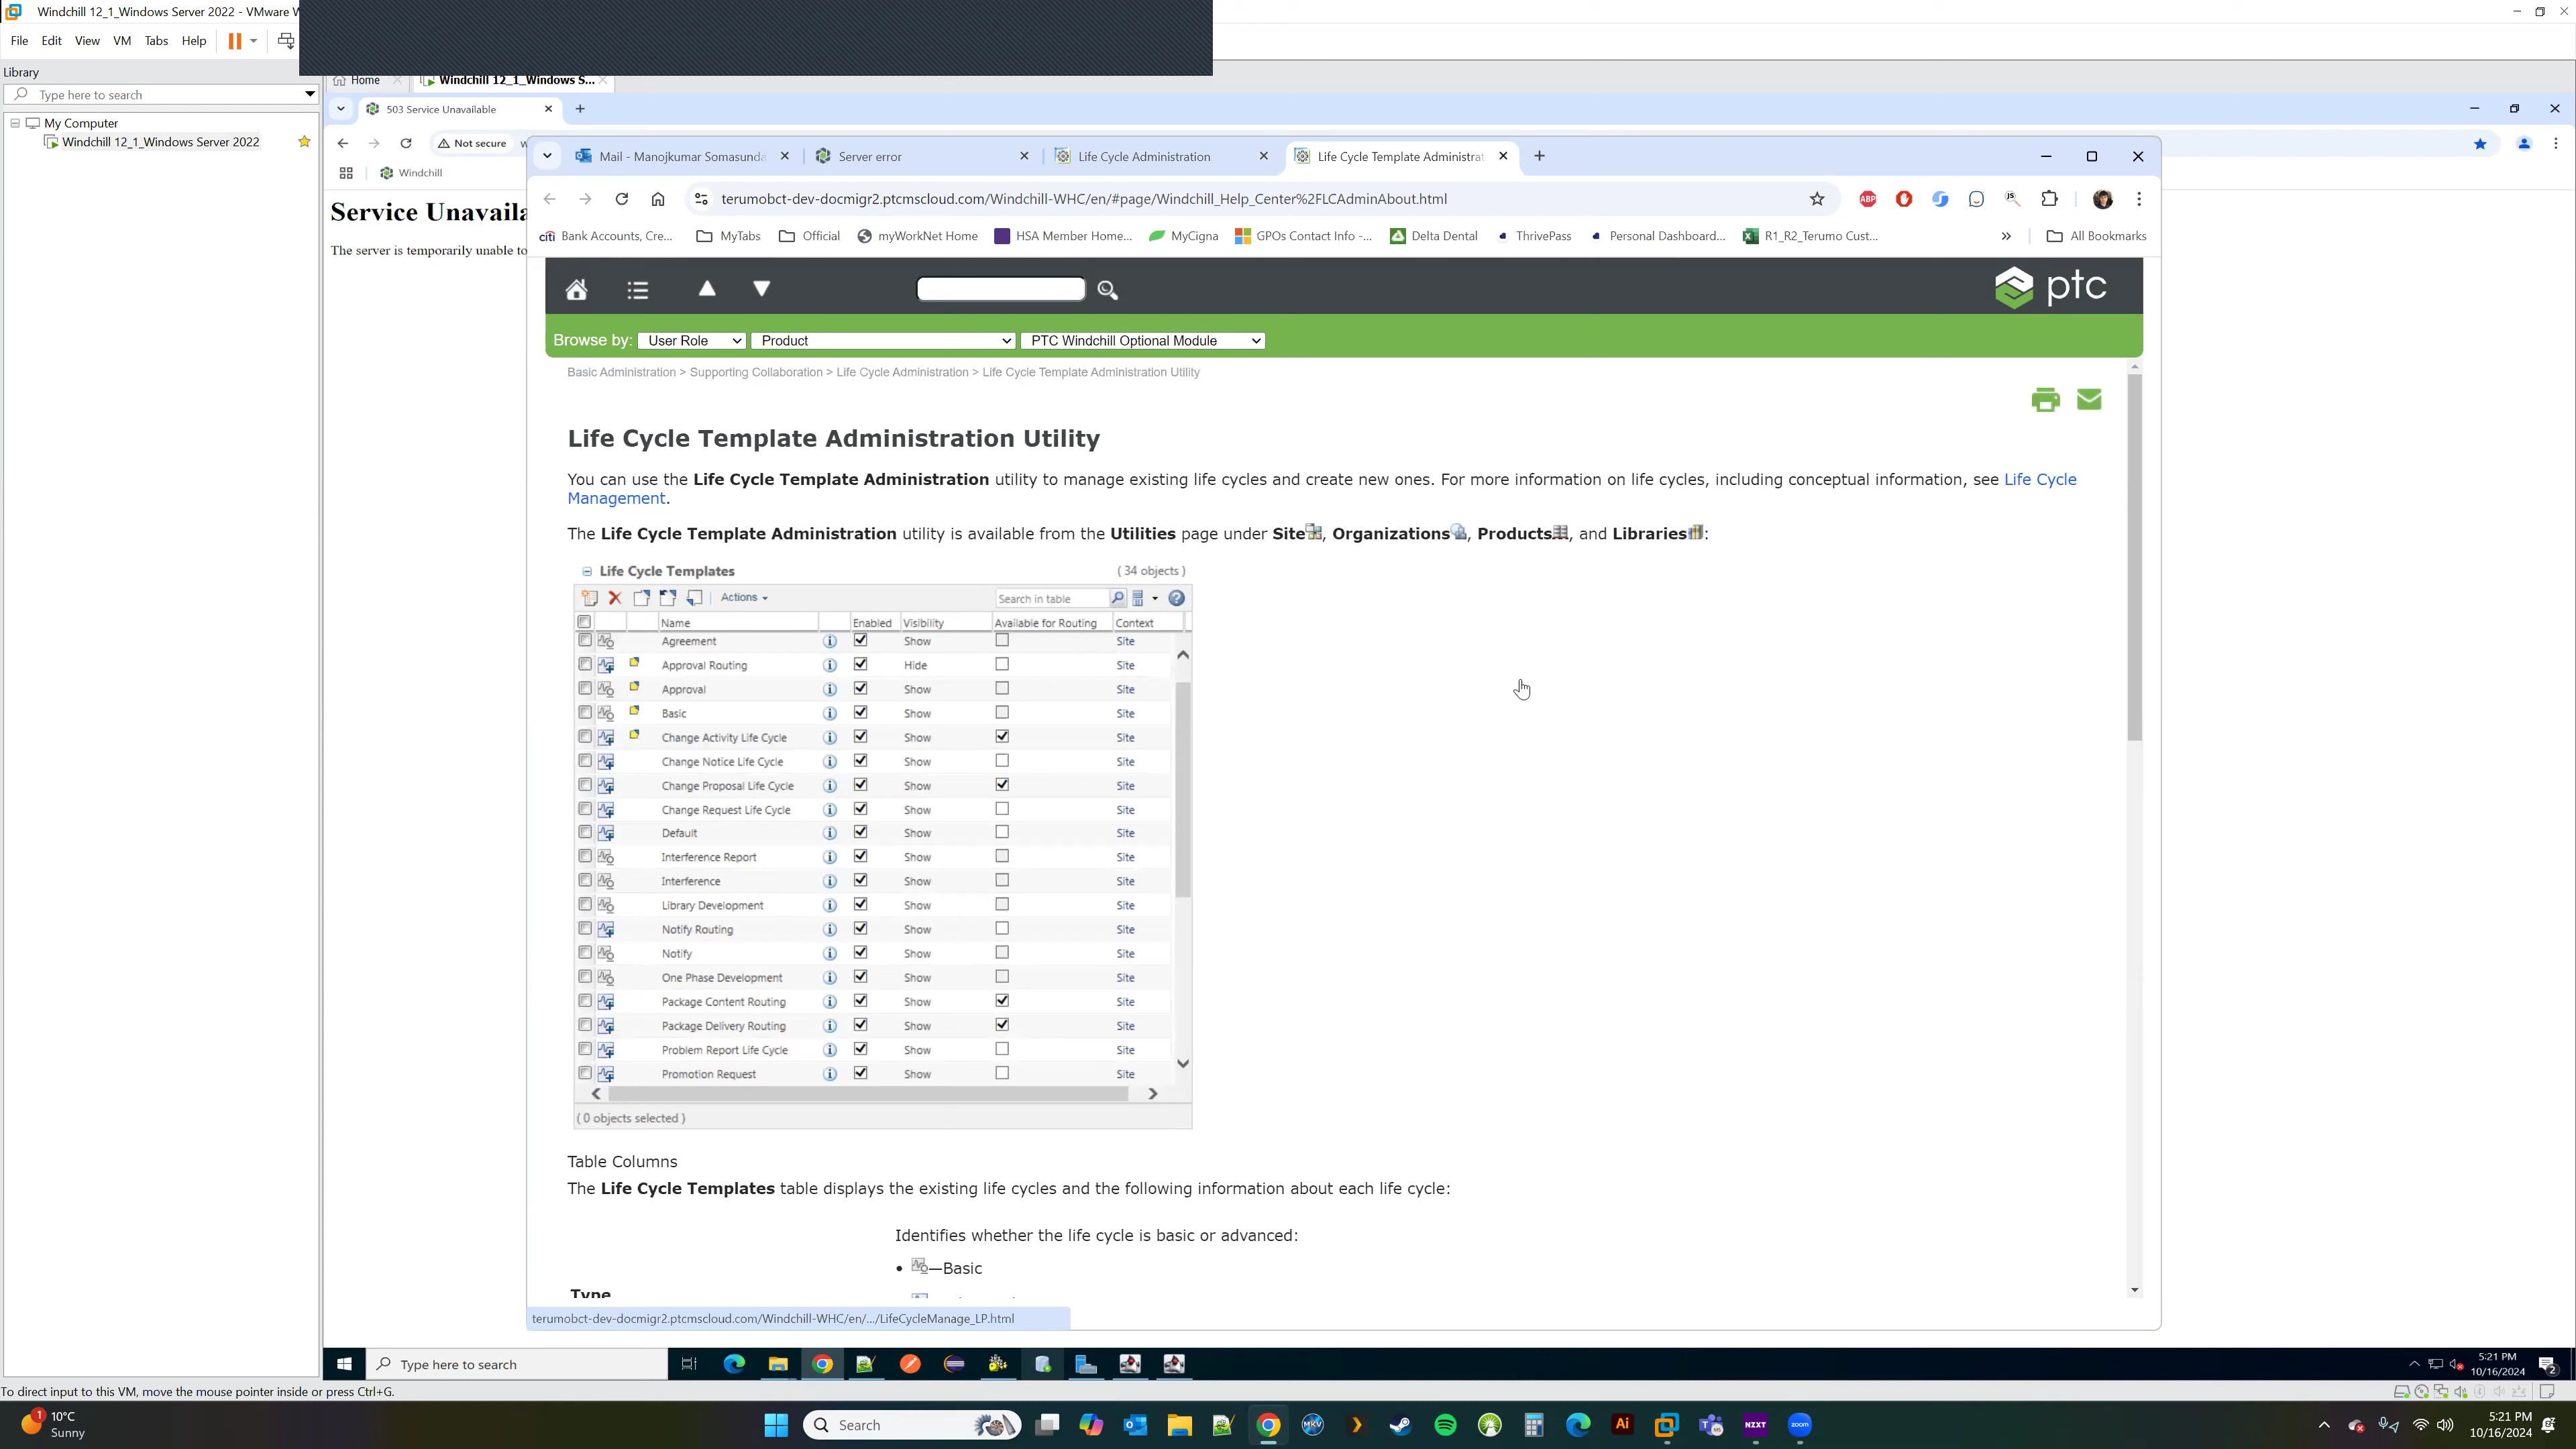 Windchill 12_1_Windows Server 2022 - VMware W
File Edit View VM Tabs Help
Library
Type here to search
My Computer
Windchill 12_1_Windows Server 2022
Home Windchill 12_1_Windows S...
503 Service Unavailable
Not secure
Windchill
Service Unavaila
The server is temporarily unable to
Mail - Manojkumar Somasunda Server error Life Cycle Administration Life Cycle Template Administrat
terumobct-dev-docmigr2.ptcmscloud.com/Windchill-WHC/en/#page/Windchill_Help_Center%2FLCAdminAbout.html
ABP JS
citi Bank Accounts, Cre... MyTabs Official myWorkNet Home HSA Member Home... MyCigna GPOs Contact Info -... Delta Dental ThrivePass Personal Dashboard... R1_R2_Terumo Cust... » All Bookmarks
ptc
Browse by: User Role Product PTC Windchill Optional Module
Basic Administration > Supporting Collaboration > Life Cycle Administration > Life Cycle Template Administration Utility
Life Cycle Template Administration Utility
You can use the Life Cycle Template Administration utility to manage existing life cycles and create new ones. For more information on life cycles, including conceptual information, see Life Cycle
Management.
The Life Cycle Template Administration utility is available from the Utilities page under Site, Organizations, Products, and Libraries:
Life Cycle Templates ( 34 objects )
Actions Search in table
Name Enabled Visibility Available for Routing Context
Agreement Show Site
Approval Routing Hide Site
Approval Show Site
Basic Show Site
Change Activity Life Cycle Show Site
Change Notice Life Cycle Show Site
Change Proposal Life Cycle Show Site
Change Request Life Cycle Show Site
Default Show Site
Interference Report Show Site
Interference Show Site
Library Development Show Site
Notify Routing Show Site
Notify Show Site
One Phase Development Show Site
Package Content Routing Show Site
Package Delivery Routing Show Site
Problem Report Life Cycle Show Site
Promotion Request Show Site
( 0 objects selected )
Table Columns
The Life Cycle Templates table displays the existing life cycles and the following information about each life cycle:
Identifies whether the life cycle is basic or advanced:
• —Basic
Type
terumobct-dev-docmigr2.ptcmscloud.com/Windchill-WHC/en/.../LifeCycleManage_LP.html
Type here to search
5:21 PM
10/16/2024
2
To direct input to this VM, move the mouse pointer inside or press Ctrl+G.
1
10°C
Sunny
Search
MKV Ai NZXT zoom
5:21 PM
10/16/2024